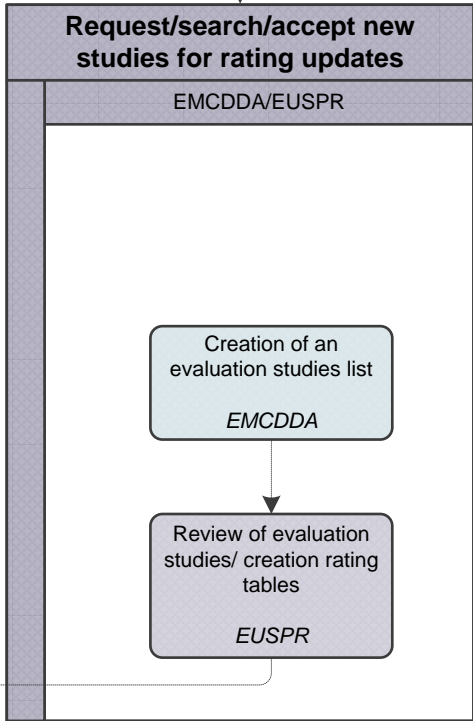 Request/search/accept new
studies for rating updates
EMCDDA/EUSPR
Creation of an
evaluation studies list
EMCDDA
Review of evaluation
studies/ creation rating
tables
EUSPR